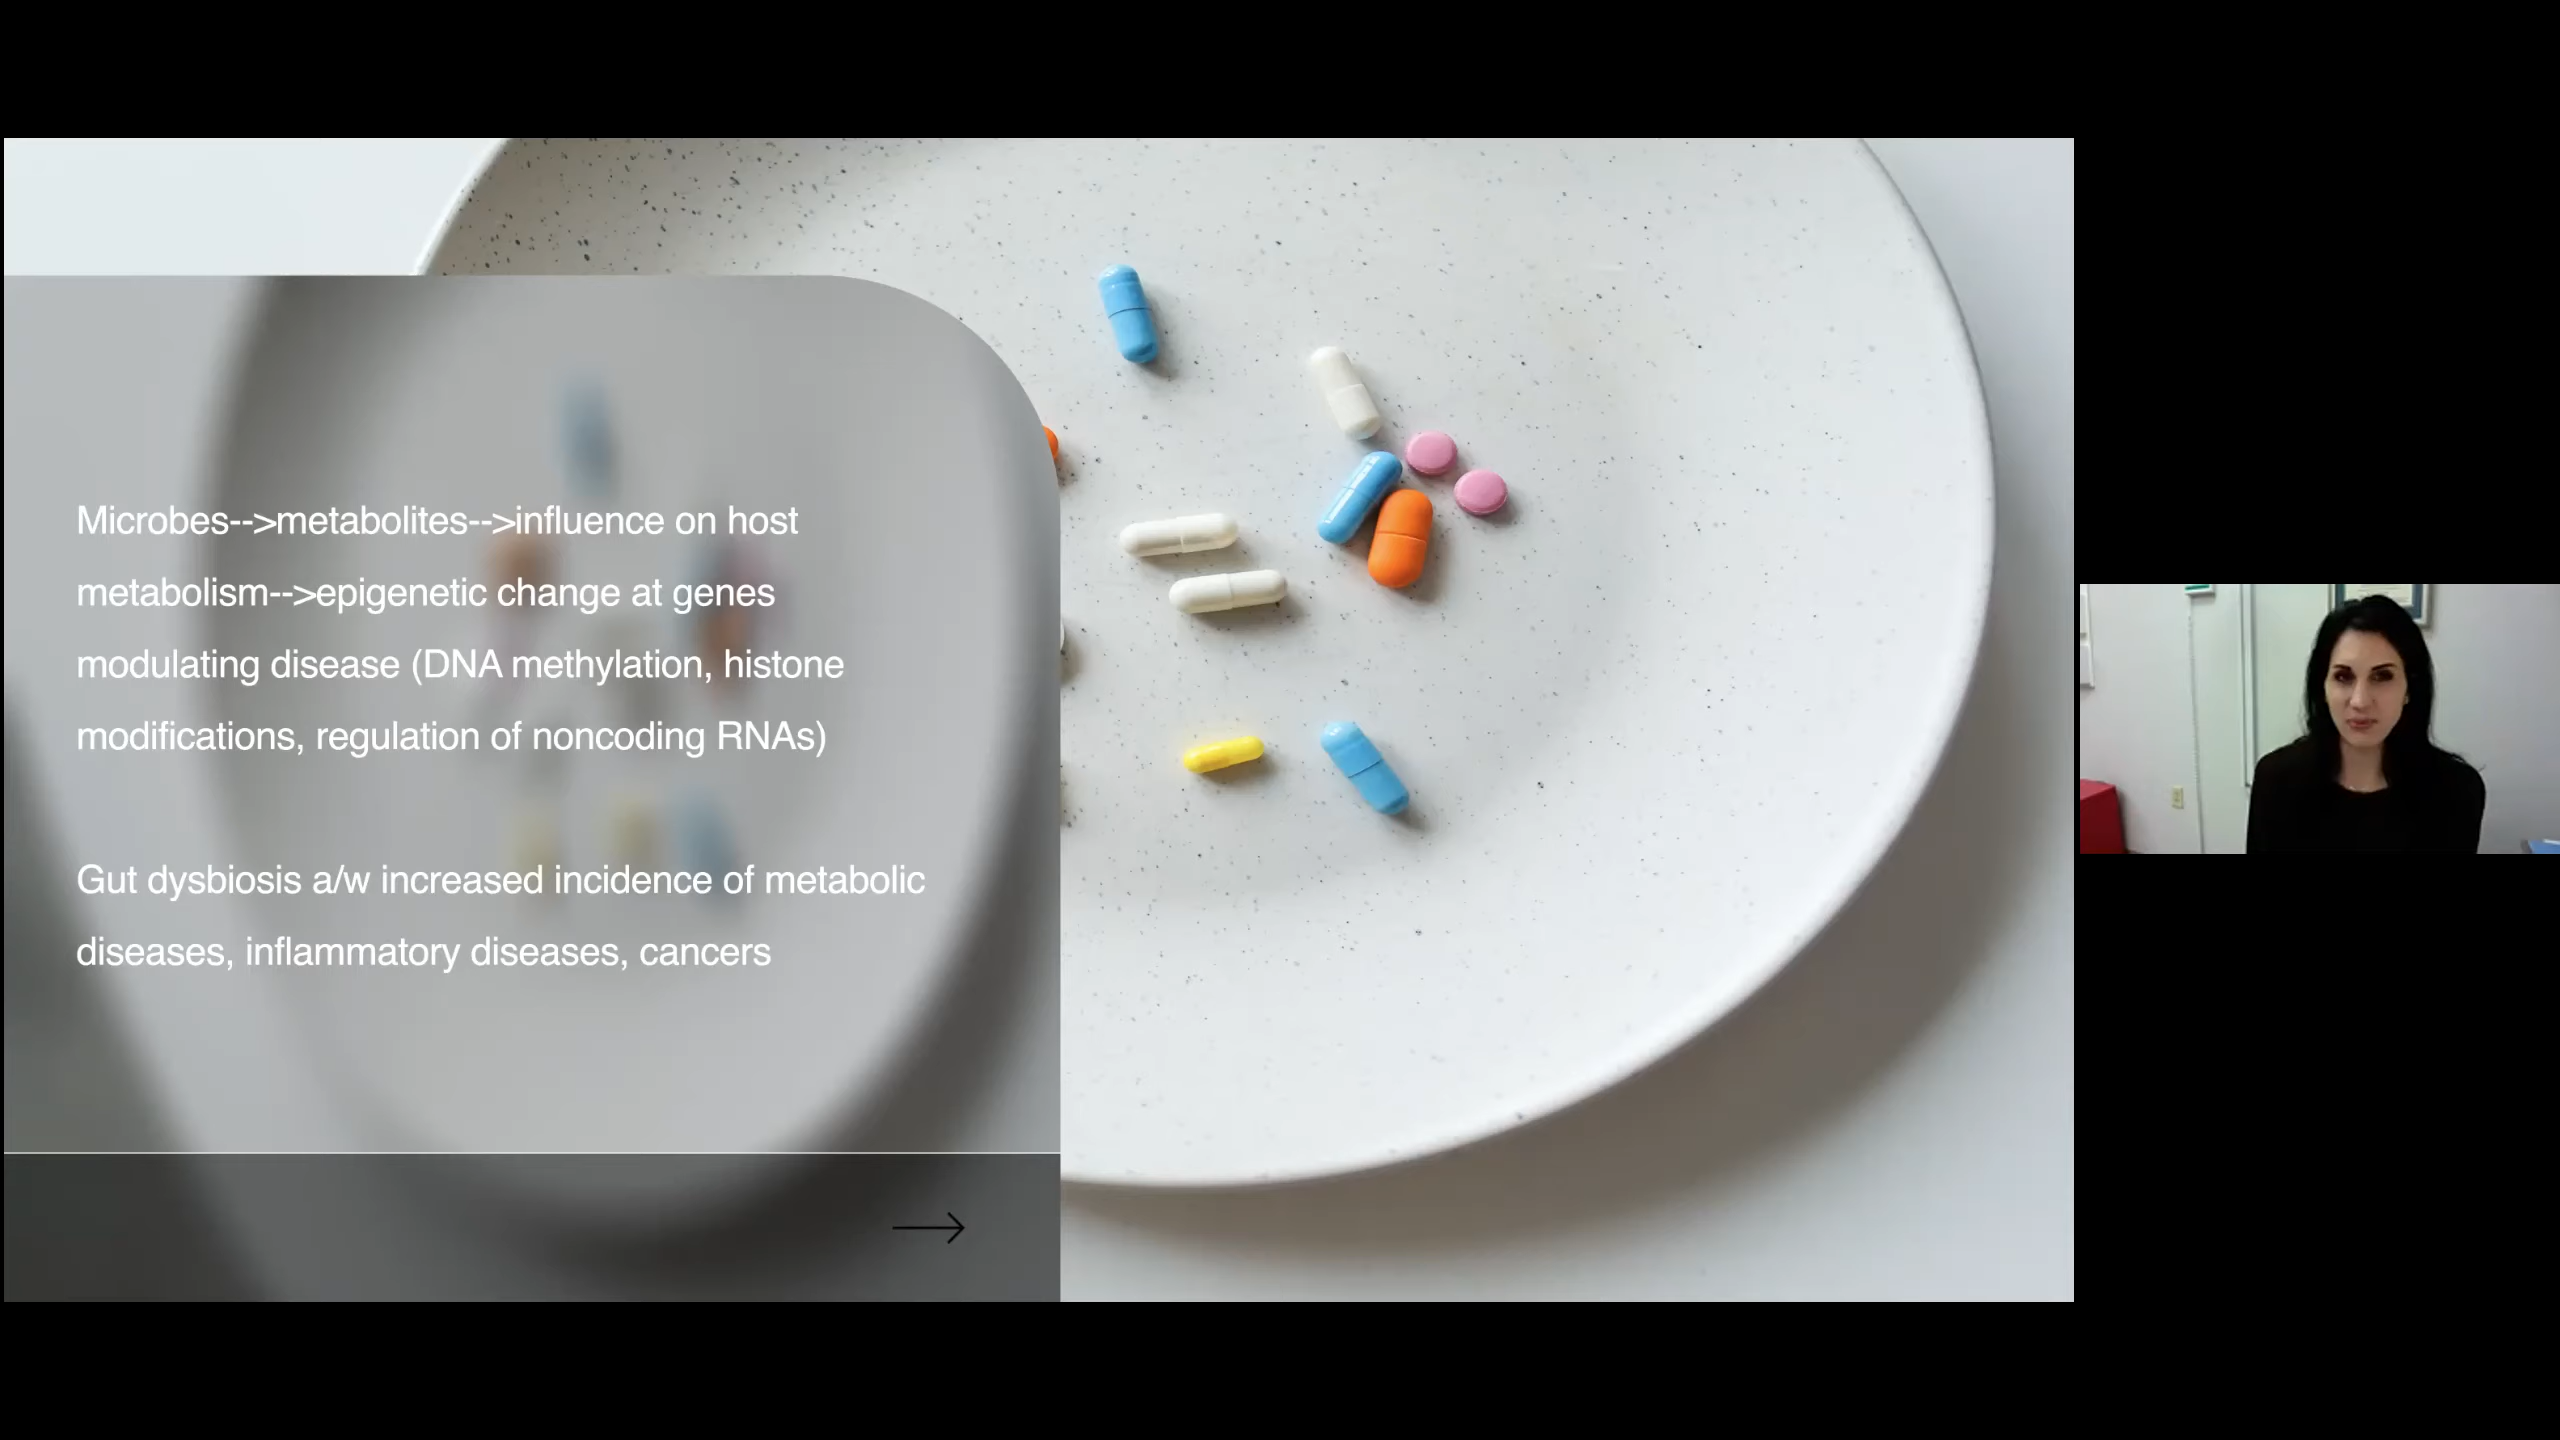 Microbes-->metabolites-->influence on host
metabolism-->epigenetic change at genes
modulating disease (DNA methylation, histone
modifications, regulation of noncoding RNAs)
Gut dysbiosis a/w increased incidence of metabolic
diseases, inflammatory diseases, cancers